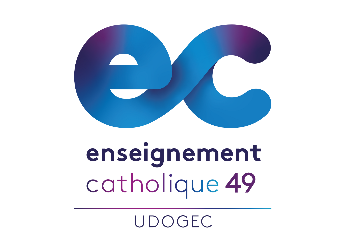 ec
enseignement
catholique 49
UDOGEC